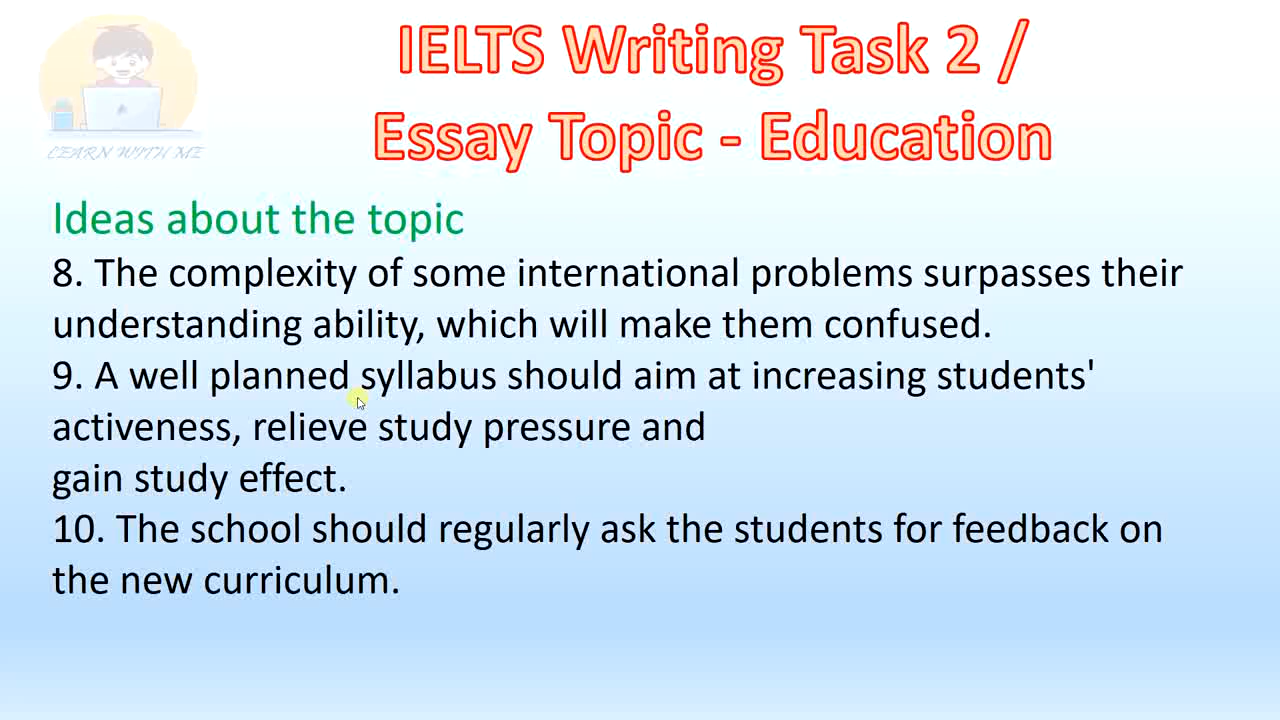 IELTS Writing Task 2 /
Essay Topic - Education
LEARN WITH ME
Ideas about the topic
8. The complexity of some international problems surpasses their
understanding ability, which will make them confused.
9. A well planned syllabus should aim at increasing students'
activeness, relieve study pressure and
gain study effect.
10. The school should regularly ask the students for feedback on
the new curriculum.